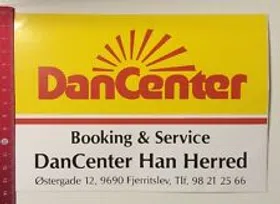 DanCenter
Booking & Service
DanCenter Han Herred
Østergade 12, 9690 Fjerritslev, Tlf. 98 21 25 66